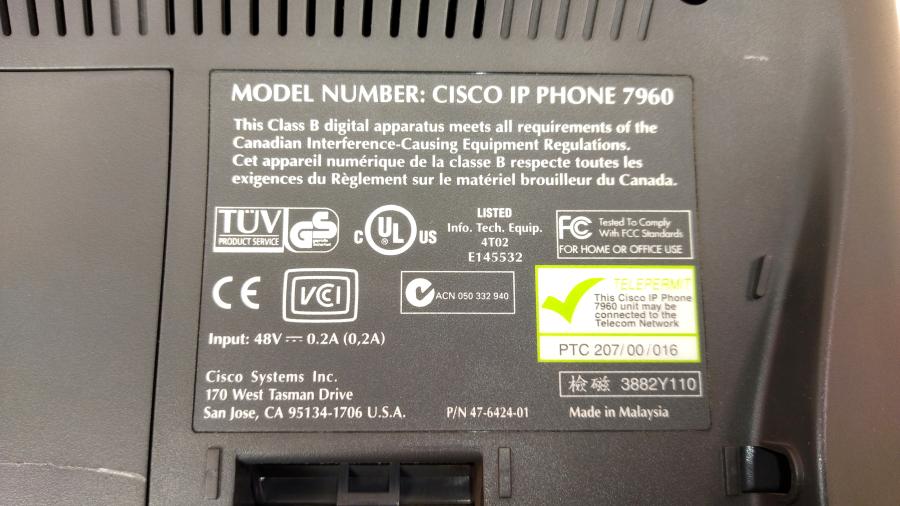 MODEL NUMBER: CISCO IP PHONE 7960
This Class B digital apparatus meets all requirements of the
Canadian Interference-Causing Equipment Regulations.
Cet appareil numérique de la classe B respecte toutes les
exigences du Règlement sur le matériel brouilleur du Canada.
TÜV
PRODUCT SERVICE
GS
geprüfte
Sicherheit
C UL US
®
LISTED
Info. Tech. Equip.
4T02
E145532
FC Tested To Comply
With FCC Standards
FOR HOME OR OFFICE USE
CE
VCI
ACN 050 332 940
TELEPERMIT
This Cisco IP Phone
7960 unit may be
connected to the
Telecom Network
PTC 207/00/016
Input: 48V 0.2A (0,2A)
Cisco Systems Inc.
170 West Tasman Drive
San Jose, CA 95134-1706 U.S.A.
P/N 47-6424-01
檢磁 3882Y110
Made in Malaysia